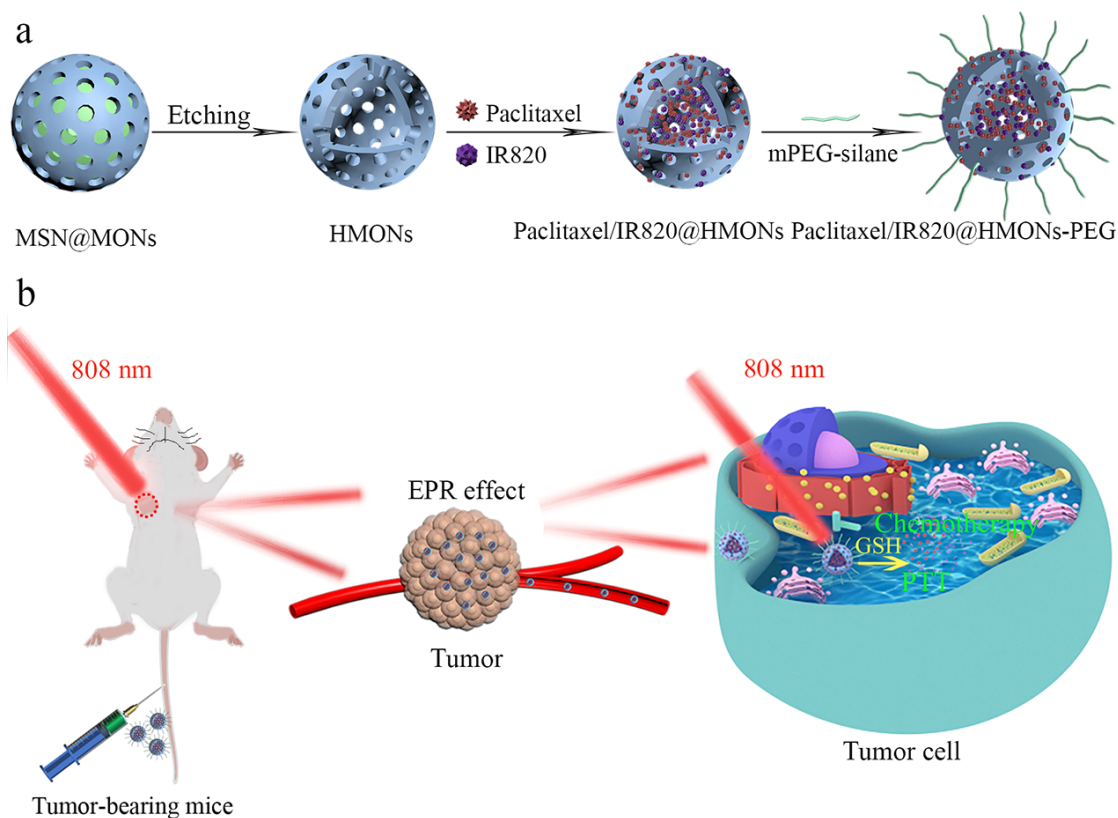 a
Etching
Paclitaxel
IR820
mPEG-silane
MSN@MONs
HMONs
Paclitaxel/IR820@HMONs
Paclitaxel/IR820@HMONs-PEG
b
808 nm
808 nm
EPR effect
Chemotherapy
GSH
PTT
Tumor
Tumor cell
Tumor-bearing mice